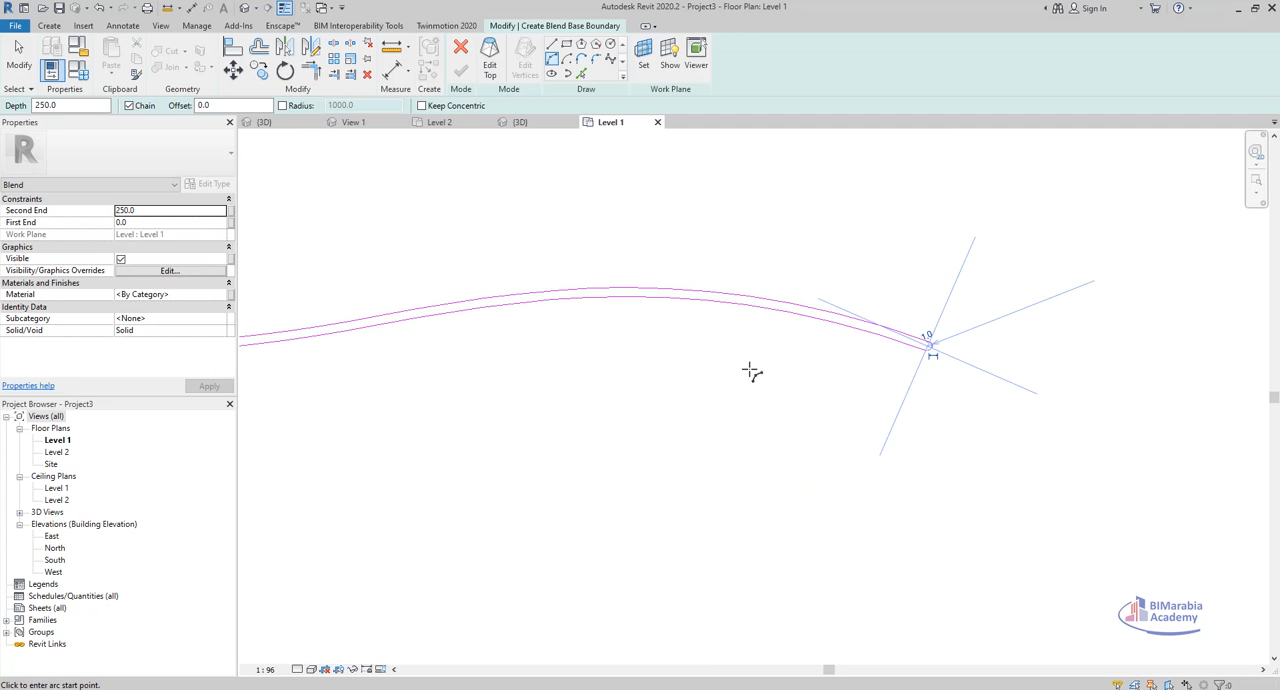 Autodesk Revit 2020.2 - Project3 - Floor Plan: Level 1
Sign In
File Create Insert Annotate View Manage Add-Ins Enscape™ BIM Interoperability Tools Twinmotion 2020 Modify | Create Blend Base Boundary
Modify
Paste
Cut
Join
Edit Top
Edit Vertices
Set
Show
Viewer
Select Properties Clipboard Geometry Modify Measure Create Mode Mode Draw Work Plane
Depth 250.0 Chain Offset: 0.0 Radius: 1000.0 Keep Concentric
Properties
{3D} View 1 Level 2 {3D} Level 1
R
Blend Edit Type
Constraints
Second End 250.0
First End 0.0
Work Plane Level : Level 1
Graphics
Visible
Visibility/Graphics Overrides Edit...
Materials and Finishes
Material <By Category>
Identity Data
Subcategory <None>
Solid/Void Solid
Properties help Apply
Project Browser - Project3
Views (all)
Floor Plans
Level 1
Level 2
Site
Ceiling Plans
Level 1
Level 2
3D Views
Elevations (Building Elevation)
East
North
South
West
Legends
Schedules/Quantities (all)
Sheets (all)
Families
Groups
Revit Links
BIMarabia
Academy
1 : 96
Click to enter arc start point.
:0